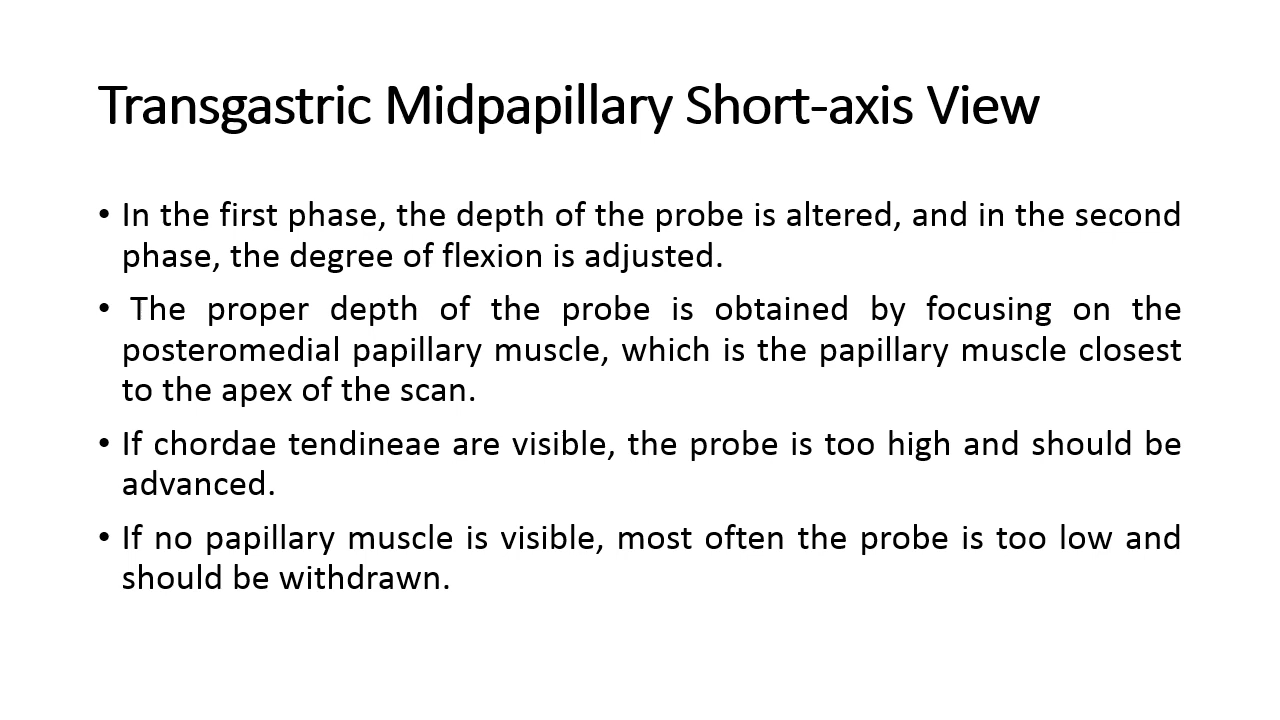 Transgastric Midpapillary Short-axis View
• In the first phase, the depth of the probe is altered, and in the second
phase, the degree of flexion is adjusted.
• The proper depth of the probe is obtained by focusing on the
posteromedial papillary muscle, which is the papillary muscle closest
to the apex of the scan.
• If chordae tendineae are visible, the probe is too high and should be
advanced.
• If no papillary muscle is visible, most often the probe is too low and
should be withdrawn.